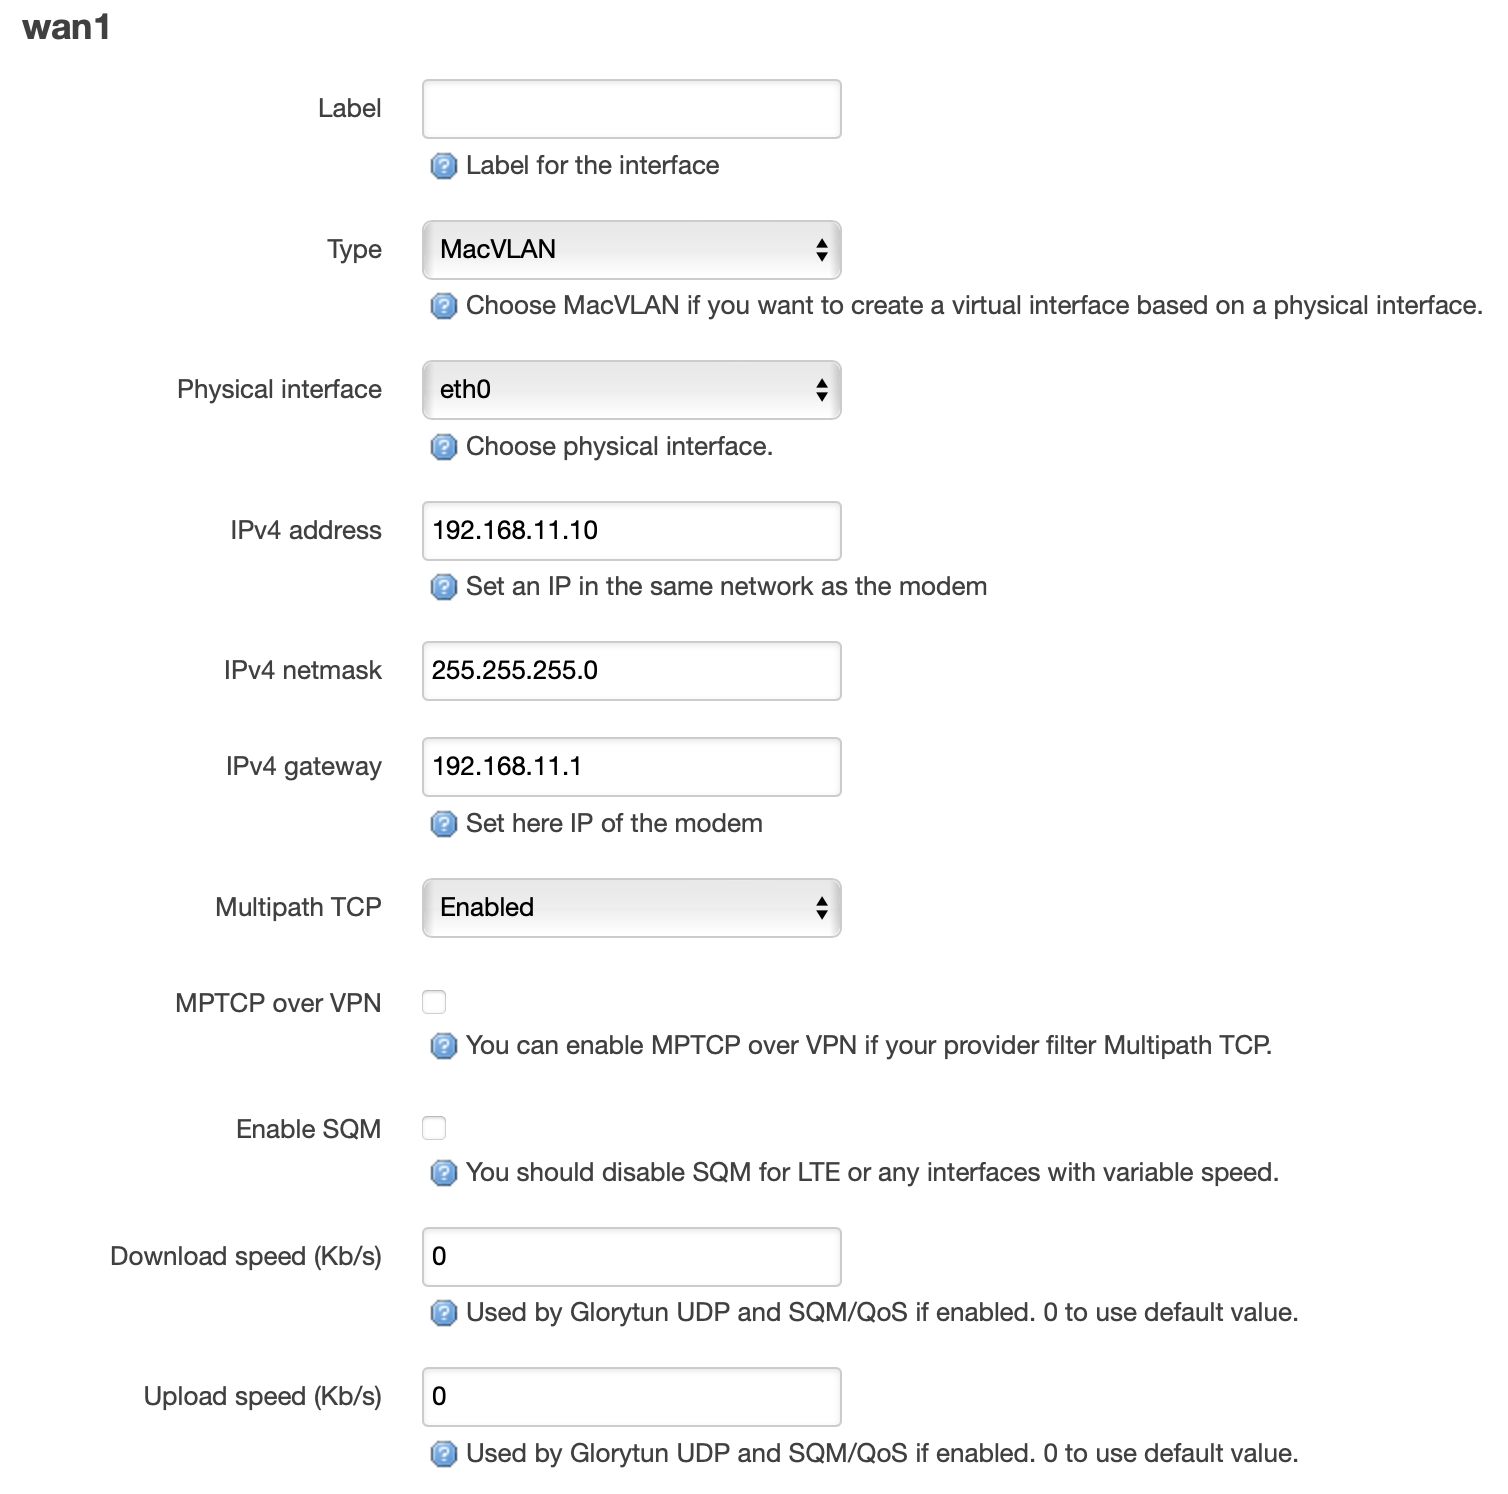 wan1
Label
Label for the interface
Type MacVLAN
Choose MacVLAN if you want to create a virtual interface based on a physical interface.
Physical interface eth0
Choose physical interface.
IPv4 address 192.168.11.10
Set an IP in the same network as the modem
IPv4 netmask 255.255.255.0
IPv4 gateway 192.168.11.1
Set here IP of the modem
Multipath TCP Enabled
MPTCP over VPN
You can enable MPTCP over VPN if your provider filter Multipath TCP.
Enable SQM
You should disable SQM for LTE or any interfaces with variable speed.
Download speed (Kb/s) 0
Used by Glorytun UDP and SQM/QoS if enabled. 0 to use default value.
Upload speed (Kb/s) 0
Used by Glorytun UDP and SQM/QoS if enabled. 0 to use default value.